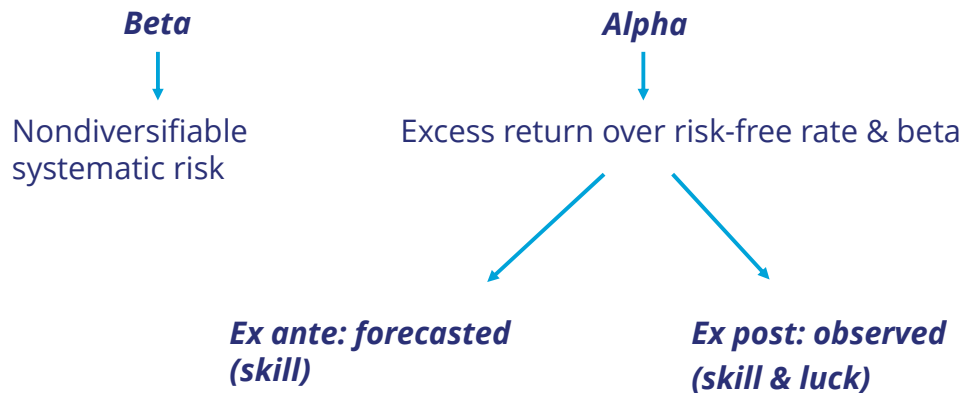 Beta
Alpha
Nondiversifiable
systematic risk
Excess return over risk-free rate & beta
Ex ante: forecasted
(skill)
Ex post: observed
(skill & luck)